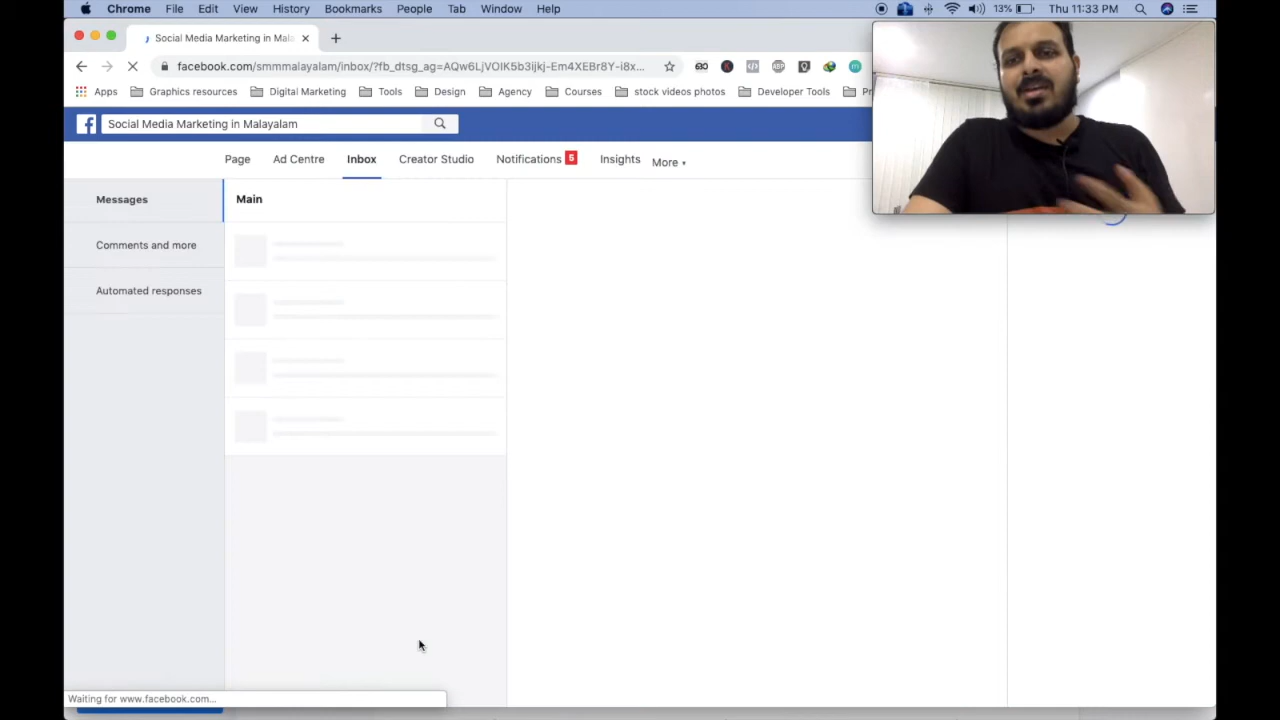 Chrome File Edit View History Bookmarks People Tab Window Help 13% Thu 11:33 PM
Social Media Marketing in Mala
facebook.com/smmmalayalam/inbox/?fb_dtsg_ag=AQw6LjVOIK5b3ijkj-Em4XEBr8Y-i8x...
Apps Graphics resources Digital Marketing Tools Design Agency Courses stock videos photos Developer Tools
Social Media Marketing in Malayalam
Page Ad Centre Inbox Creator Studio Notifications 5 Insights More
Messages
Main
Comments and more
Automated responses
Waiting for www.facebook.com...